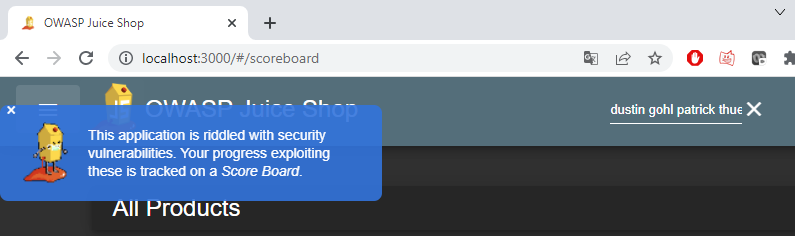 OWASP Juice Shop
localhost:3000/#/scoreboard
OWASP Juice Shop
dustin gohl patrick thue
This application is riddled with security
vulnerabilities. Your progress exploiting
these is tracked on a Score Board.
All Products